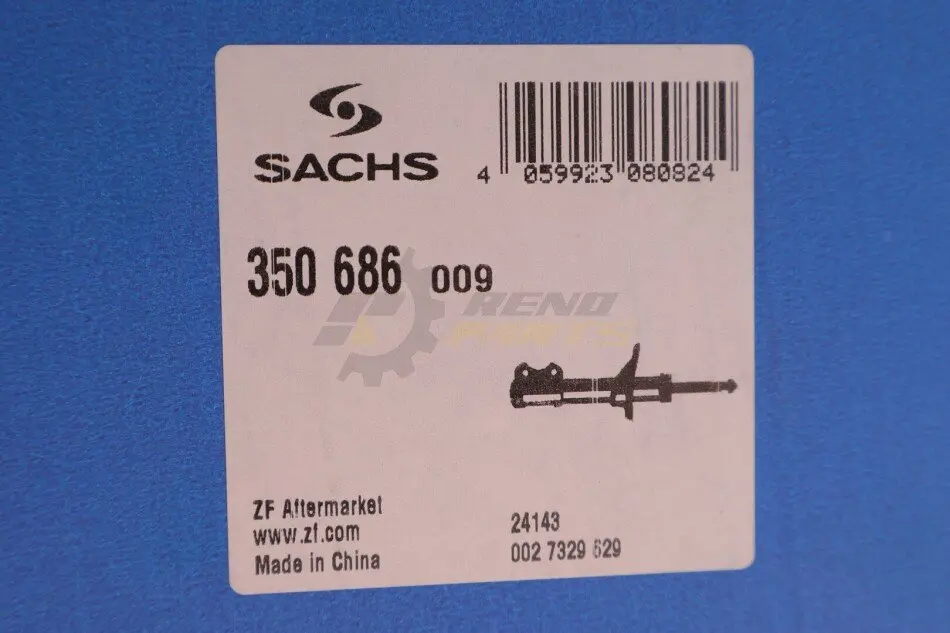 SACHS
4 059923 080824
350 686 009
RENO
PARTS
ZF Aftermarket
www.zf.com
Made in China
24143
002 7329 629